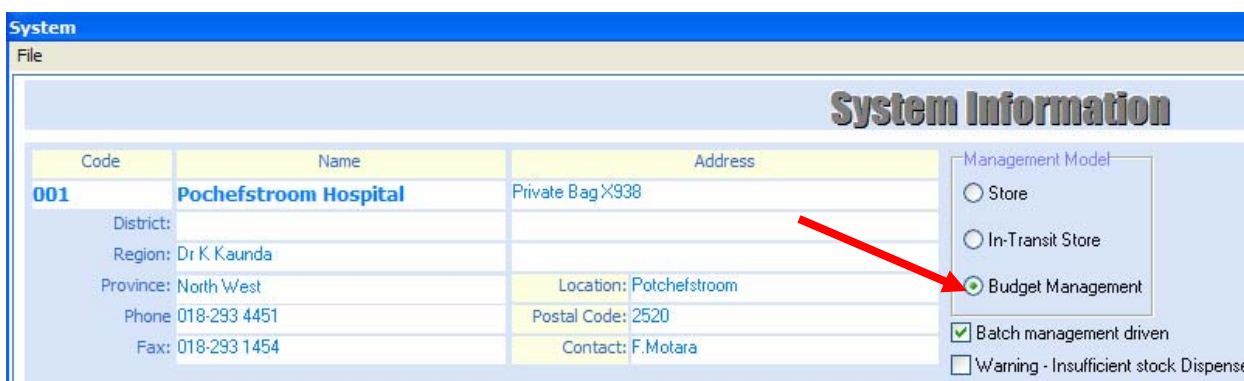 System
File
System Information
Code Name Address
001 Pochefstroom Hospital Private Bag X938
District:
Region: Dr K Kaunda
Province: North West Location: Potchefstroom
Phone 018-293 4451 Postal Code: 2520
Fax: 018-293 1454 Contact: F.Motara
Management Model
Store
In-Transit Store
Budget Management
Batch management driven
Warning - Insufficient stock Dispense